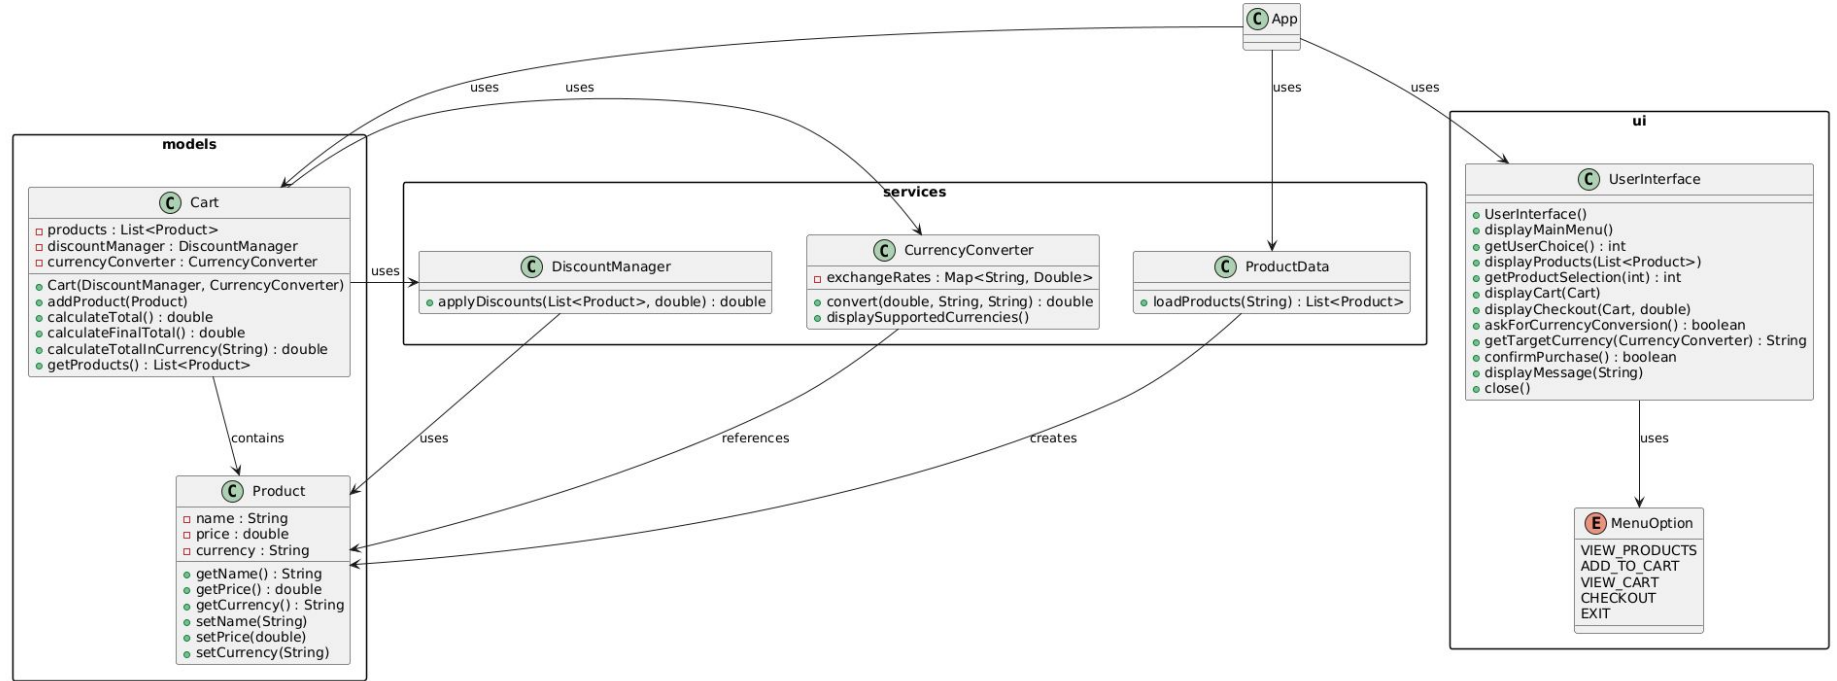 C App
uses
uses
uses
uses
models
C Cart
products : List<Product>
discountManager : DiscountManager
currencyConverter : CurrencyConverter
Cart(DiscountManager, CurrencyConverter)
addProduct(Product)
calculateTotal() : double
calculateFinalTotal() : double
calculateTotalInCurrency(String) : double
getProducts() : List<Product>
uses
services
C DiscountManager
applyDiscounts(List<Product>, double) : double
C CurrencyConverter
exchangeRates : Map<String, Double>
convert(double, String, String) : double
displaySupportedCurrencies()
C ProductData
loadProducts(String) : List<Product>
ui
C UserInterface
UserInterface()
displayMainMenu()
getUserChoice() : int
displayProducts(List<Product>)
getProductSelection(int) : int
displayCart(Cart)
displayCheckout(Cart, double)
askForCurrencyConversion() : boolean
getTargetCurrency(CurrencyConverter) : String
confirmPurchase() : boolean
displayMessage(String)
close()
contains
uses
references
creates
uses
C Product
name : String
price : double
currency : String
getName() : String
getPrice() : double
getCurrency() : String
setName(String)
setPrice(double)
setCurrency(String)
E MenuOption
VIEW_PRODUCTS
ADD_TO_CART
VIEW_CART
CHECKOUT
EXIT